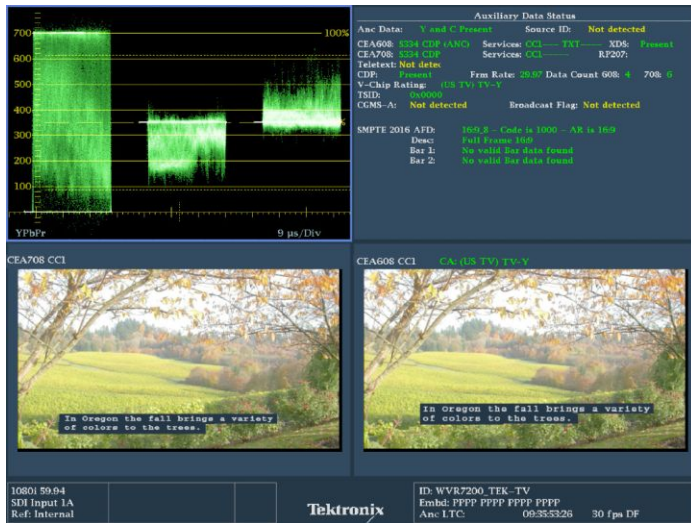 700
600
500
400
300
200
100
100%
YPbPr
9 µs/Div
Auxiliary Data Status
Anc Data: Y and C Present Source ID: Not detected
CEA608: S334 CDP (ANC) Services: CC1---- TXT----- XDS: Present
CEA708: S334 CDP Services: CC1------- RP207:
Teletext: Not detec
CDP: Present Frm Rate: 29.97 Data Count 608: 4 708: 6
V-Chip Rating: (US TV) TV-Y
TSID: 0x0000
CGMS-A: Not detected Broadcast Flag: Not detected
SMPTE 2016 AFD: 16:9_8 - Code is 1000 - AR is 16:9
Desc: Full Frame 16:9
Bar 1: No valid Bar data found
Bar 2: No valid Bar data found
CEA708 CC1
In Oregon the fall brings a variety
of colors to the trees.
CEA608 CC1 CA: (US TV) TV-Y
In Oregon the fall brings a variety
of colors to the trees.
1080i 59.94
SDI Input 1A
Ref: Internal
Tektronix
ID: WVR7200_TEK-TV
Embd: PPPP PPPP PPPP PPPP
Anc LTC: 09:35:53:26 30 fps DF